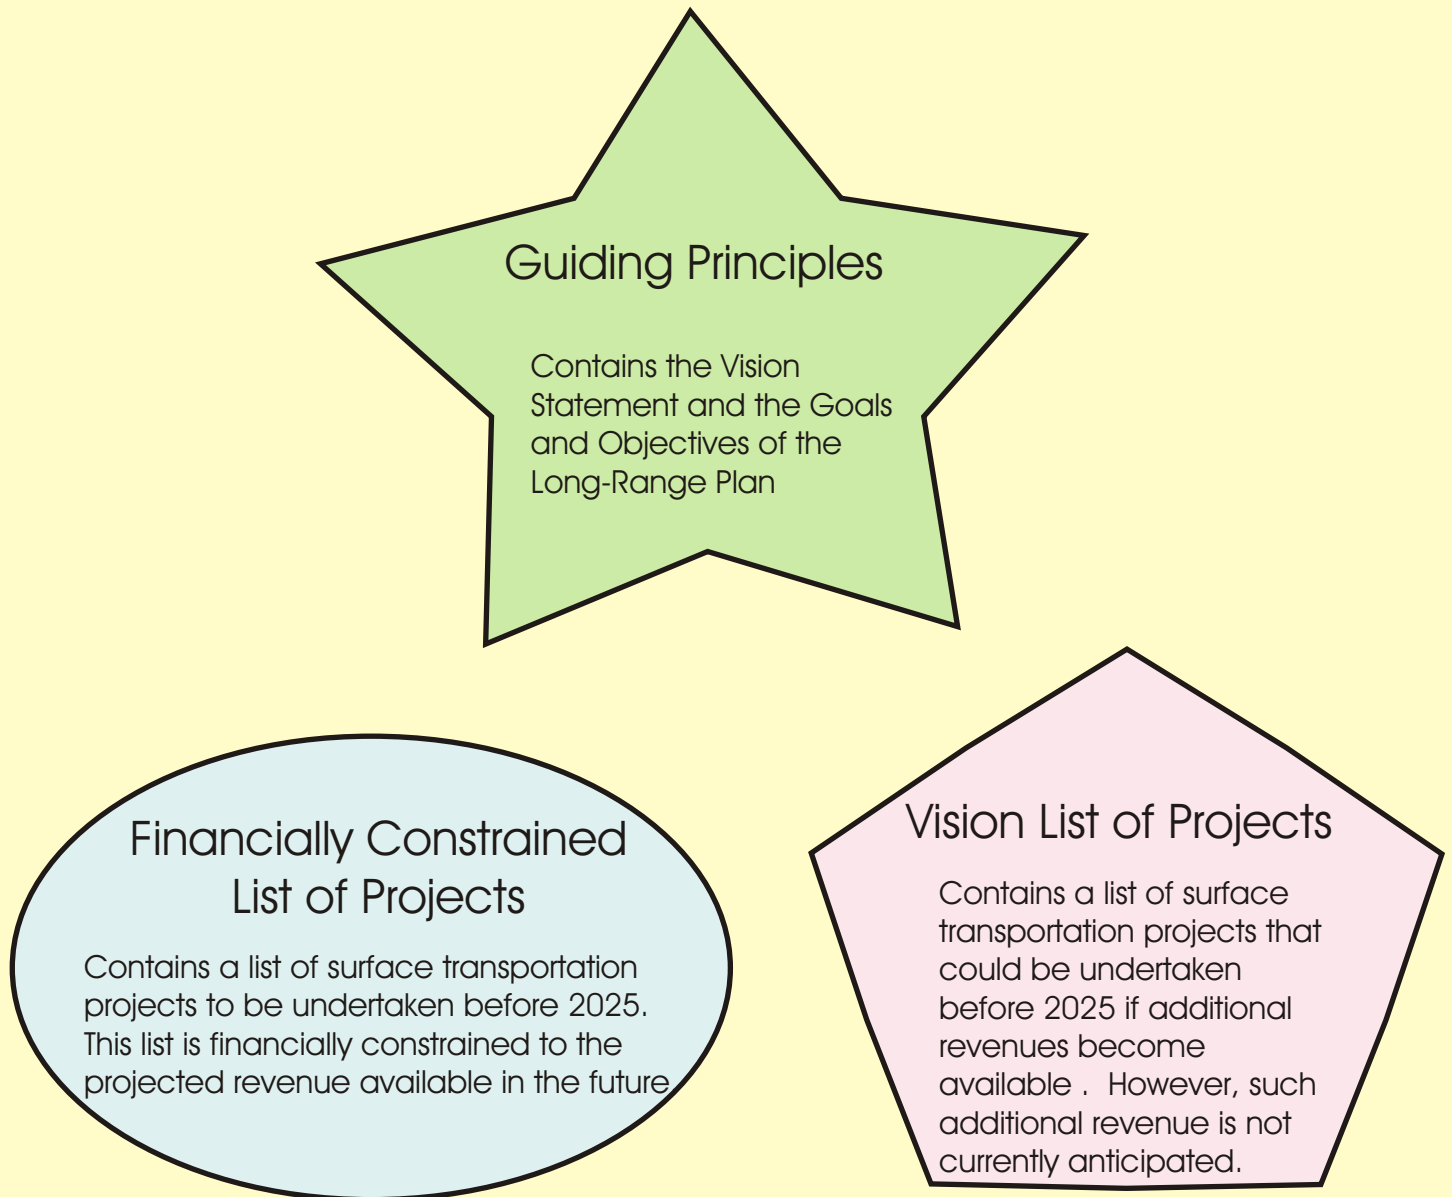 Guiding Principles
Contains the Vision
Statement and the Goals
and Objectives of the
Long-Range Plan
Financially Constrained
List of Projects
Contains a list of surface transportation
projects to be undertaken before 2025.
This list is financially constrained to the
projected revenue available in the future.
Vision List of Projects
Contains a list of surface
transportation projects that
could be undertaken
before 2025 if additional
revenues become
available .  However, such
additional revenue is not
currently anticipated.